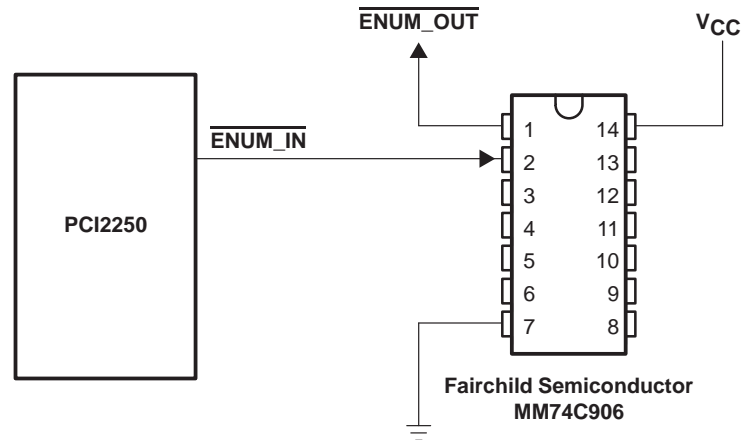 ENUM_OUT
VCC
ENUM_IN
PCI2250
1 14
2 13
3 12
4 11
5 10
6 9
7 8
Fairchild Semiconductor
MM74C906